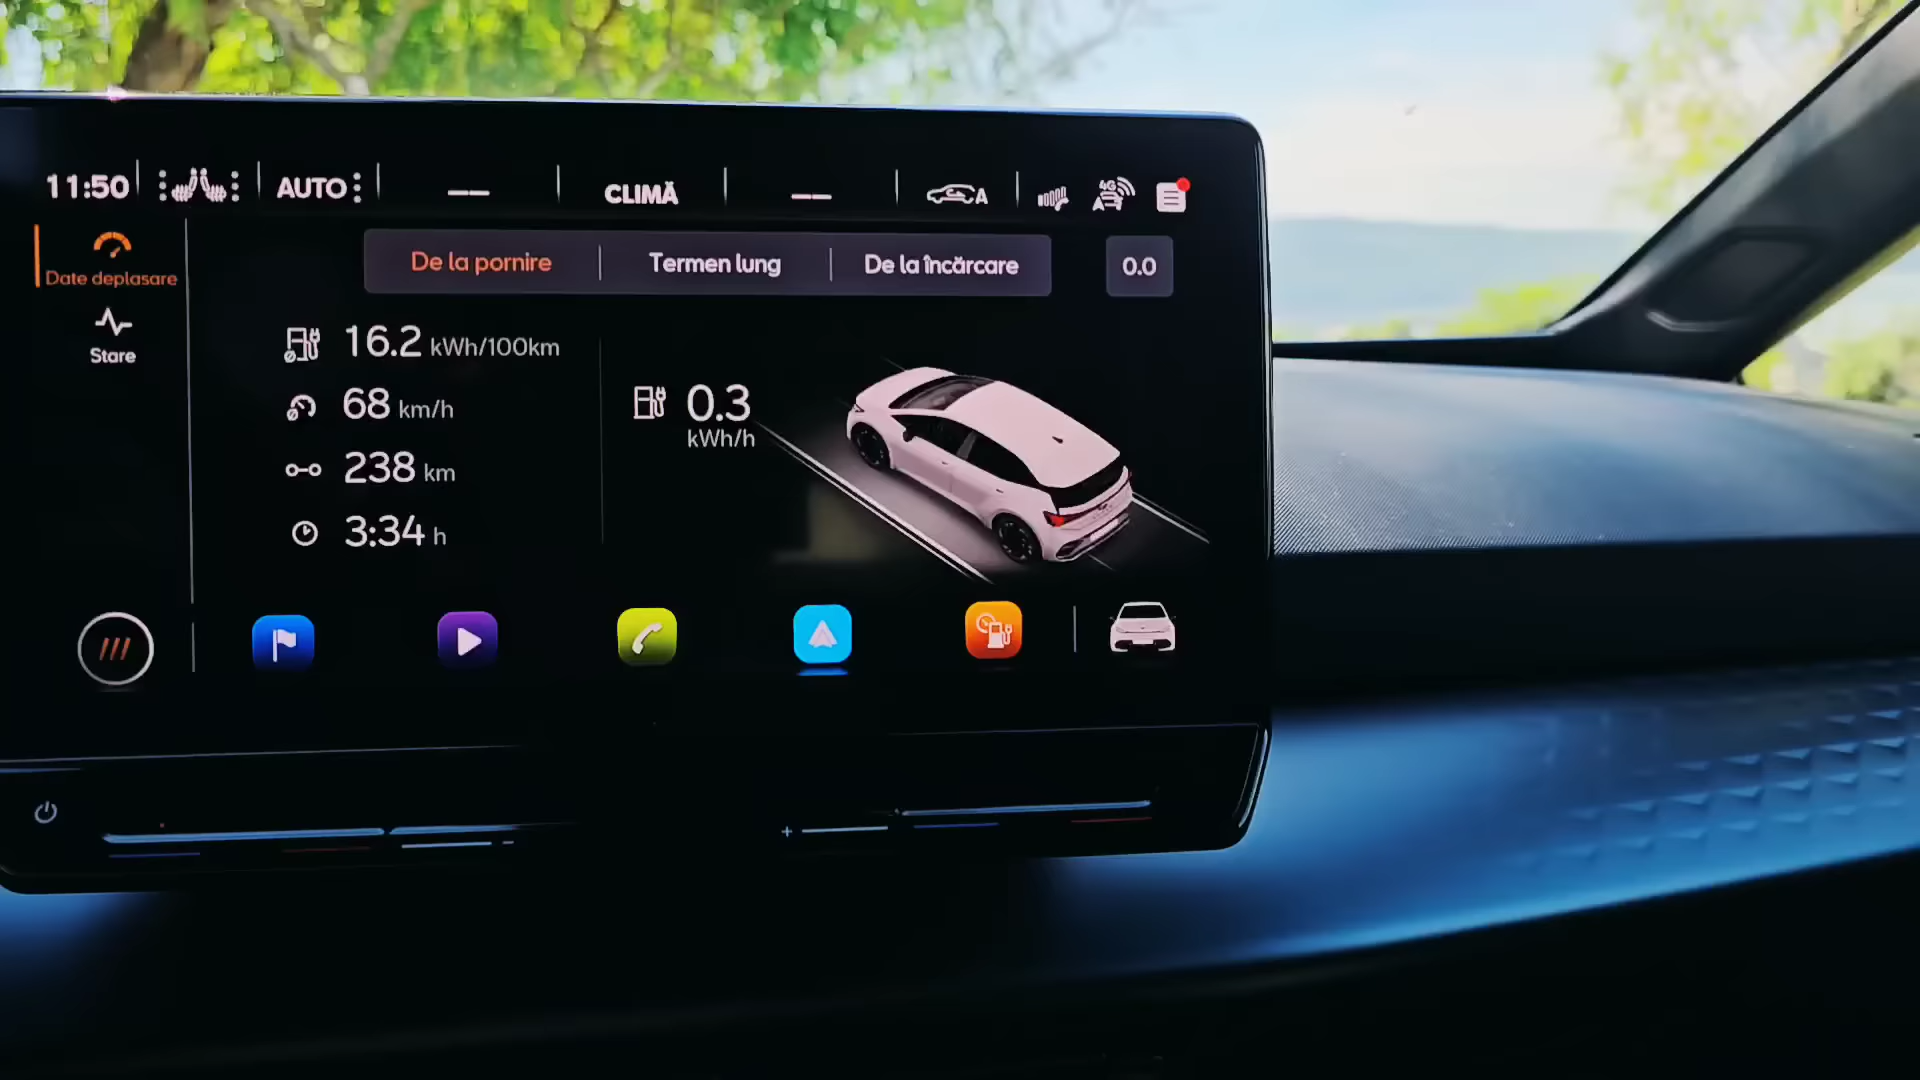 11:50 AUTO -- CLIMĂ -- A 4G A
Date deplasare
Stare
De la pornire Termen lung De la încărcare 0.0
16.2 kWh/100km
68 km/h
238 km
3:34 h
0.3
kWh/h